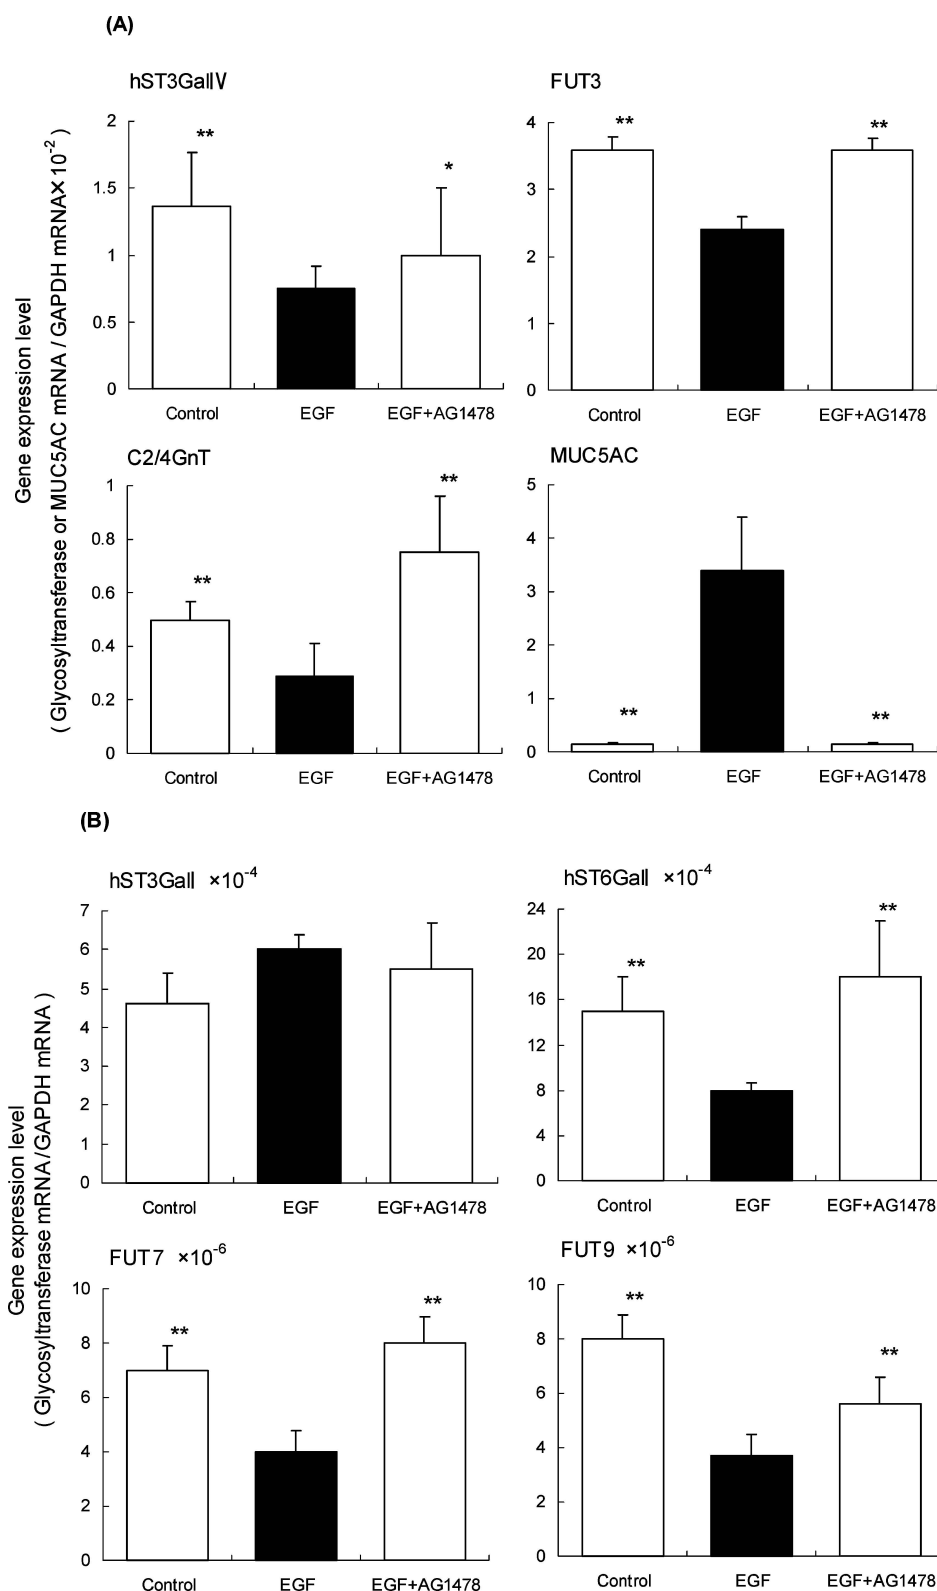 (A)
hST3GalⅣ
FUT3
Gene expression level
( Glycosyltransferase or MUC5AC mRNA / GAPDH mRNA×10-2 )
2
1.5
1
0.5
0
**
*
Control
EGF
EGF+AG1478
4
3
2
1
0
**
**
Control
EGF
EGF+AG1478
C2/4GnT
MUC5AC
1
0.8
0.6
0.4
0.2
0
**
**
Control
EGF
EGF+AG1478
5
4
3
2
1
0
**
**
Control
EGF
EGF+AG1478
(B)
hST3GalⅠ ×10-4
hST6GalⅠ ×10-4
Gene expression level
( Glycosyltransferase mRNA/GAPDH mRNA )
7
6
5
4
3
2
1
0
Control
EGF
EGF+AG1478
24
20
16
12
8
4
0
**
**
Control
EGF
EGF+AG1478
FUT7 ×10-6
FUT9 ×10-6
10
8
6
4
2
0
**
**
Control
EGF
EGF+AG1478
10
8
6
4
2
0
**
**
Control
EGF
EGF+AG1478